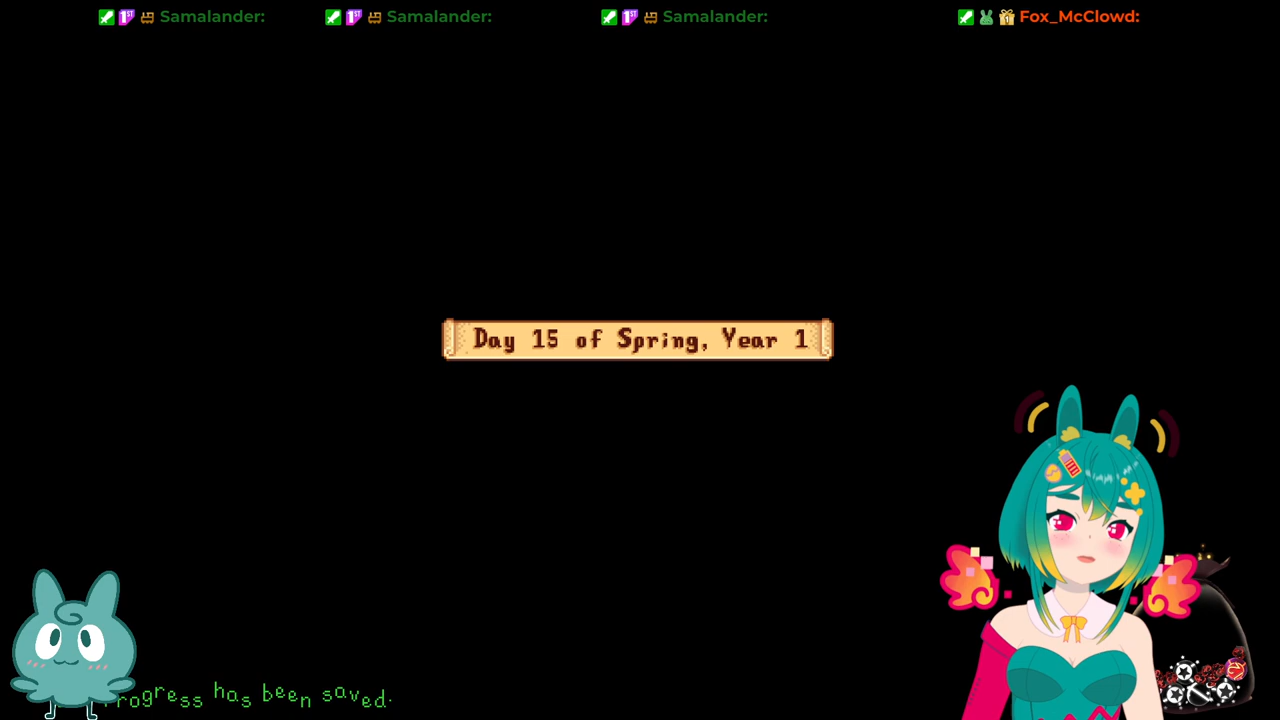 Samalander: Samalander: Samalander: Fox_McClowd:
Day 15 of Spring, Year 1
rogress has been saved.